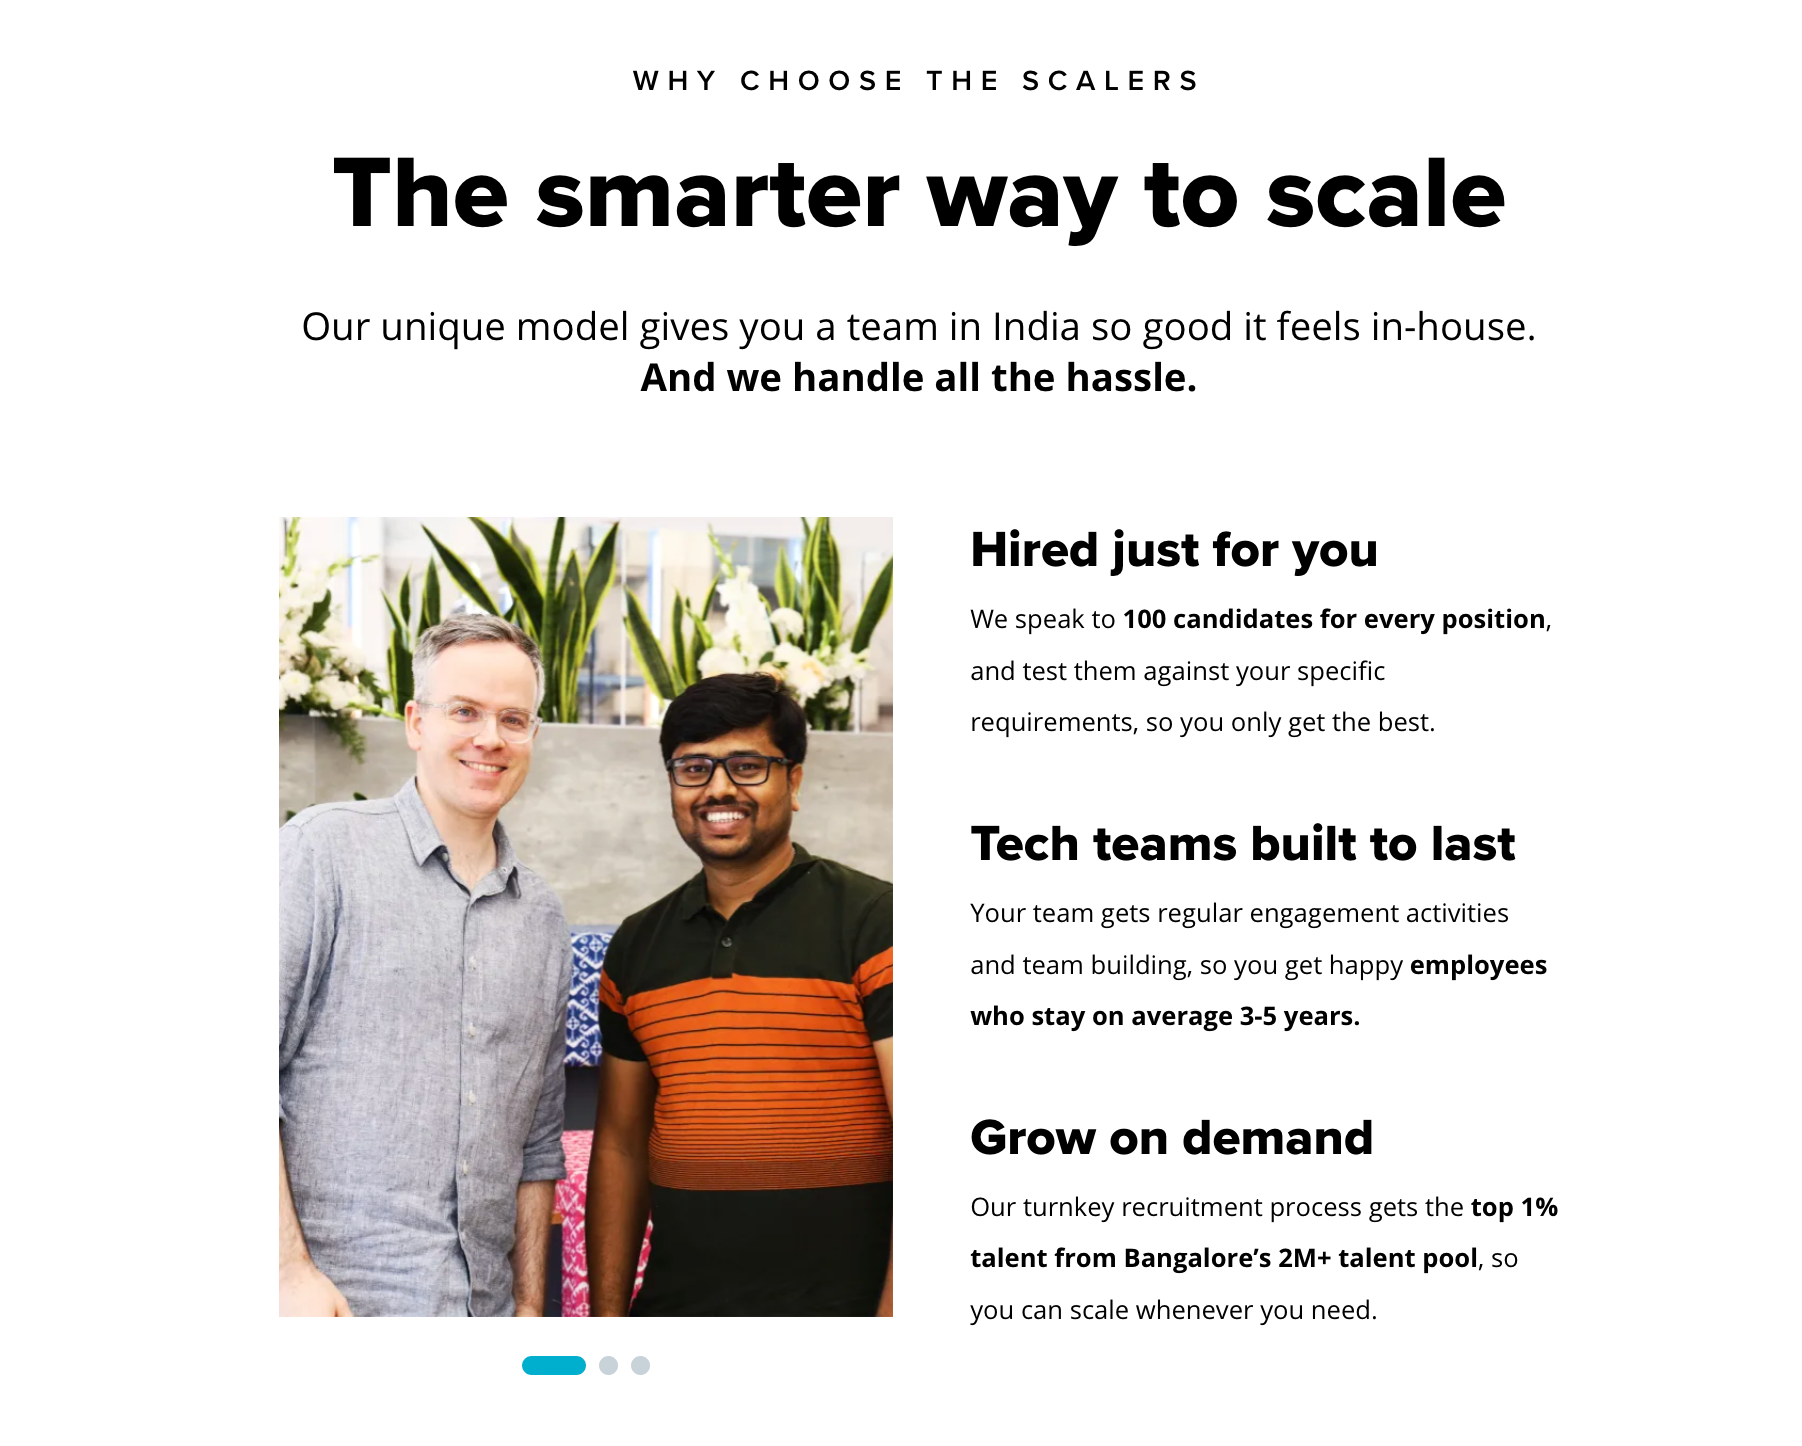 WHY CHOOSE THE SCALERS
The smarter way to scale
Our unique model gives you a team in India so good it feels in-house.
And we handle all the hassle.
Hired just for you
We speak to 100 candidates for every position,
and test them against your specific
requirements, so you only get the best.
Tech teams built to last
Your team gets regular engagement activities
and team building, so you get happy employees
who stay on average 3-5 years.
Grow on demand
Our turnkey recruitment process gets the top 1%
talent from Bangalore’s 2M+ talent pool, so
you can scale whenever you need.